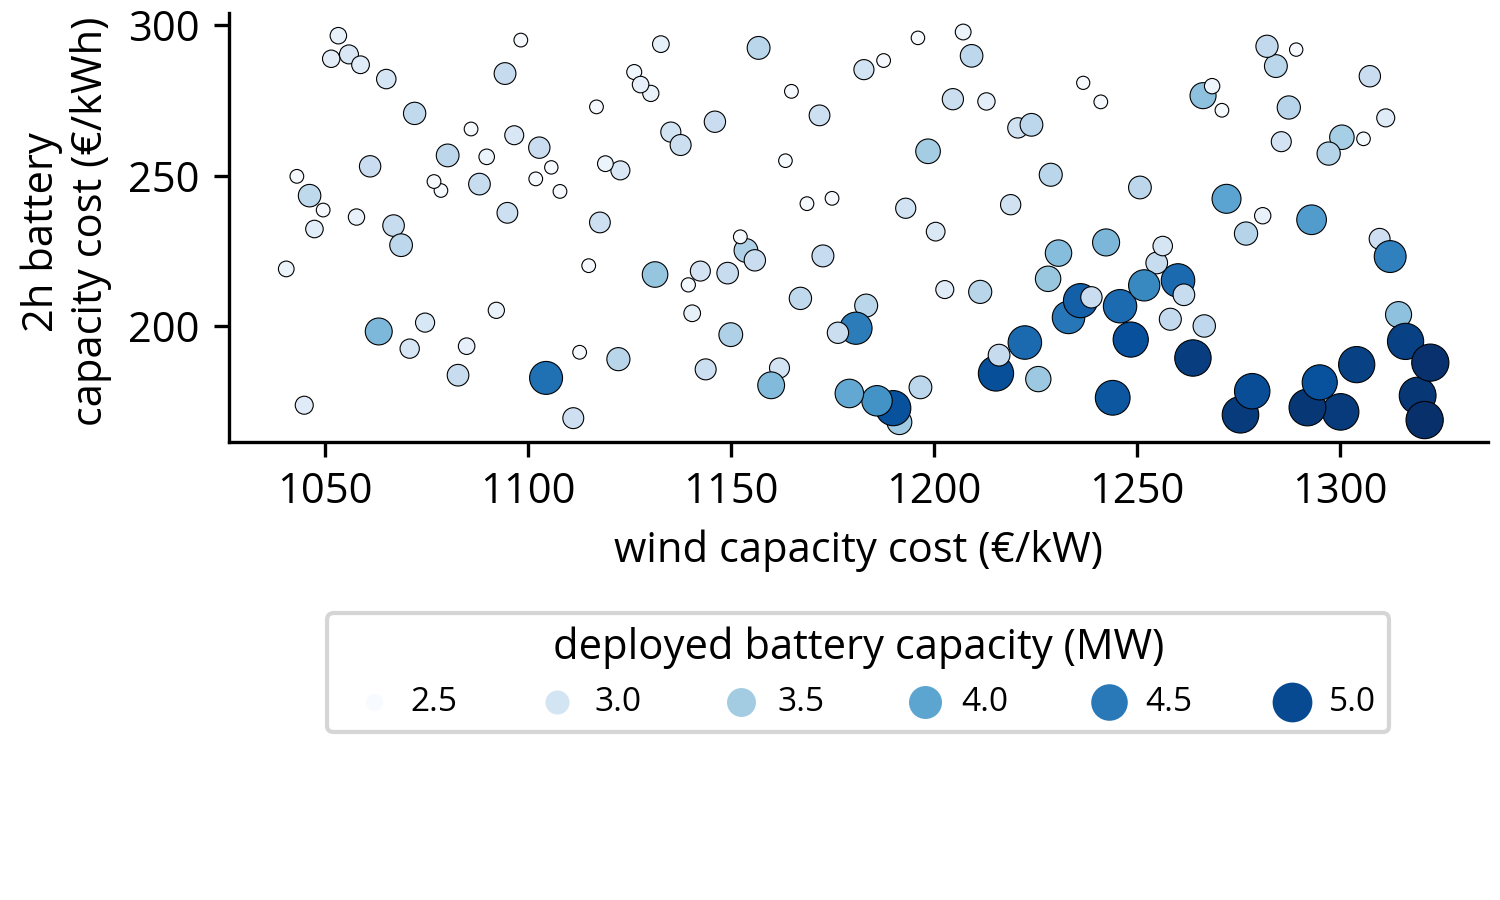 2h battery
capacity cost (€/kWh)
300
250
200
1050 1100 1150 1200 1250 1300
wind capacity cost (€/kW)
deployed battery capacity (MW)
2.5 3.0 3.5 4.0 4.5 5.0